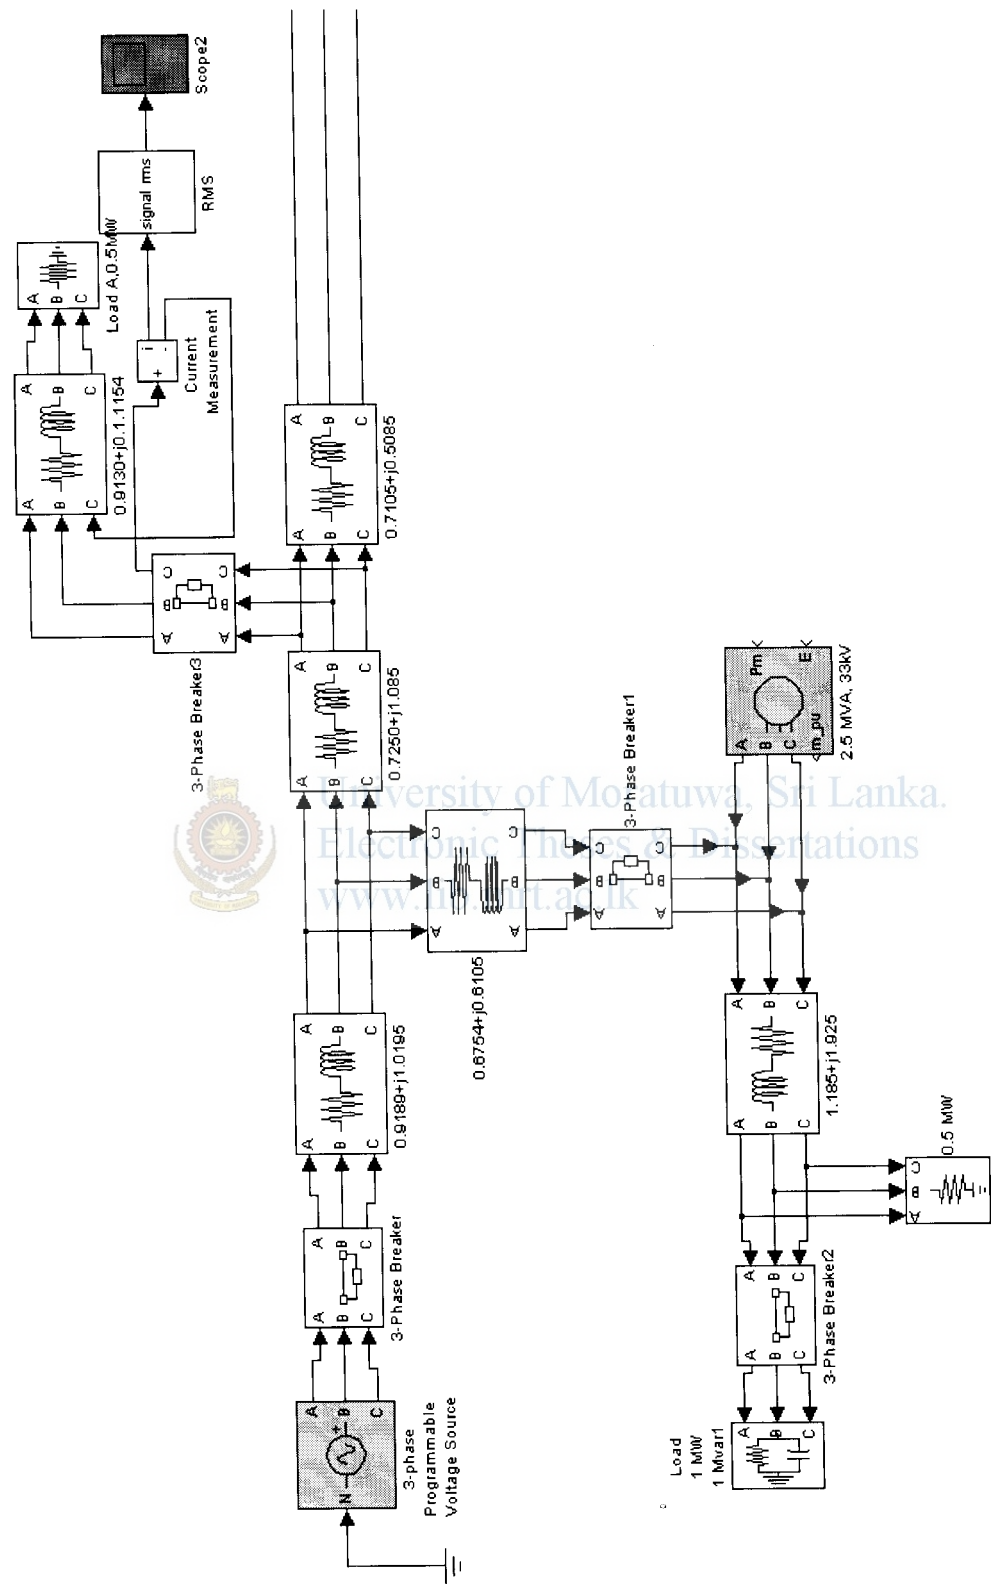 Scope2
signal rms
RMS
A
B
C
Load A,0.5MW
A
B
C
A
B
C
0.9130+j0.1.1154
+
-
i
Current
Measurement
A
B
C
A
B
C
3-Phase Breaker3
A
B
C
A
B
C
0.7105+j0.5085
A
B
C
A
B
C
0.7250+j1.085
University of Moratuwa, Sri Lanka.
Electronic Theses & Dissertations
www.lib.mrt.ac.lk
A
B
C
A
B
C
0.6754+j0.6105
A
B
C
A
B
C
3-Phase Breaker1
A
B
C
m_pu
Pm
E
2.5 MVA, 33kV
A
B
C
A
B
C
0.9189+j1.0195
A
B
C
A
B
C
3-Phase Breaker
N
+
A
B
C
3-phase
Programmable
Voltage Source
A
B
C
A
B
C
1.185+j1.925
A
B
C
0.5 MW
A
B
C
A
B
C
3-Phase Breaker2
A
B
C
Load
1 MW
1 Mvar1